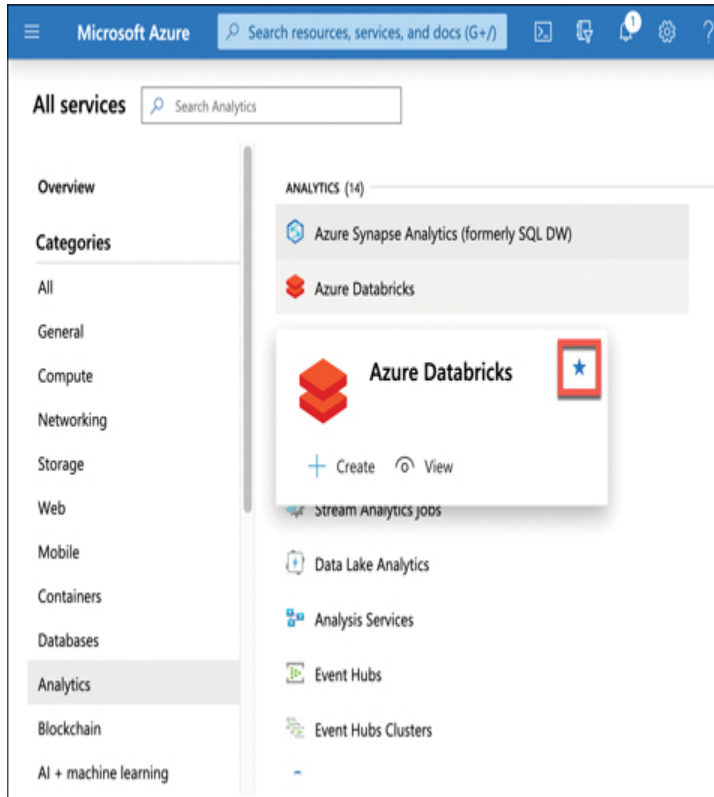 Microsoft Azure
Search resources, services, and docs (G+/)
1
?
All services
Search Analytics
Overview
Categories
All
General
Compute
Networking
Storage
Web
Mobile
Containers
Databases
Analytics
Blockchain
AI + machine learning
ANALYTICS (14)
Azure Synapse Analytics (formerly SQL DW)
Azure Databricks
Azure Databricks
Create
View
Stream Analytics jobs
Data Lake Analytics
Analysis Services
Event Hubs
Event Hubs Clusters